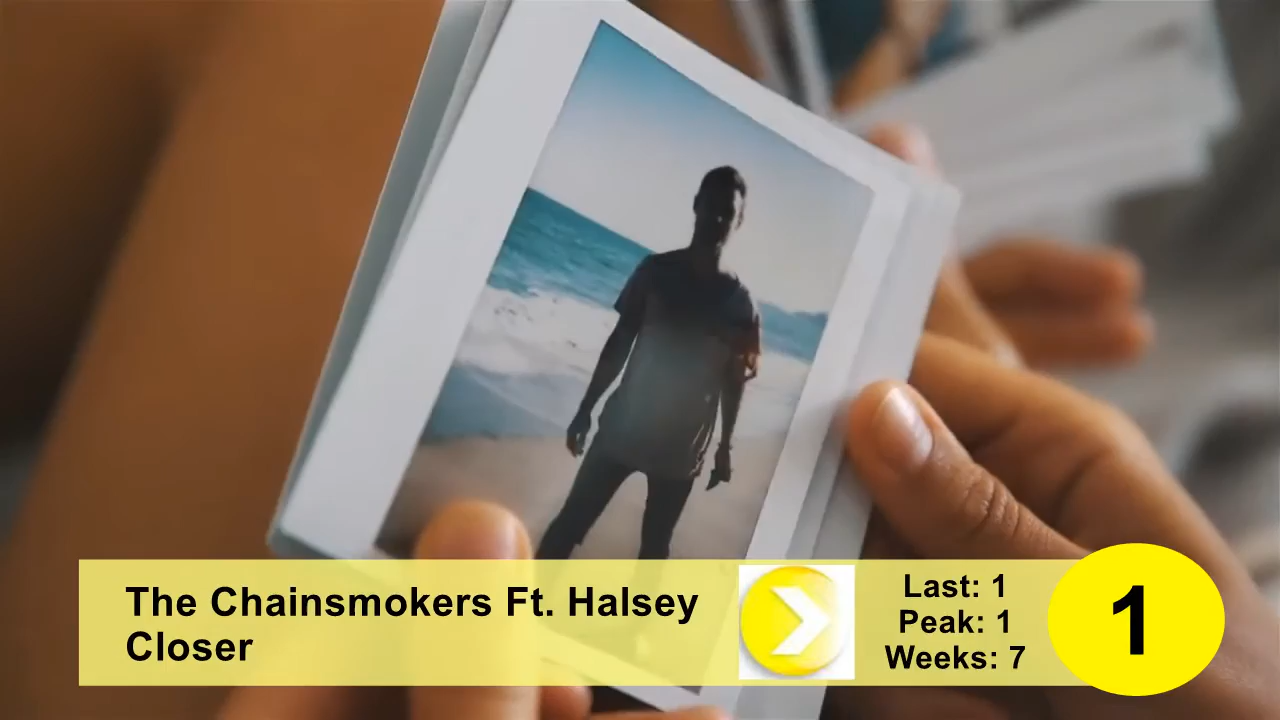 The Chainsmokers Ft. Halsey
Closer
Last: 1
Peak: 1
Weeks: 7
1